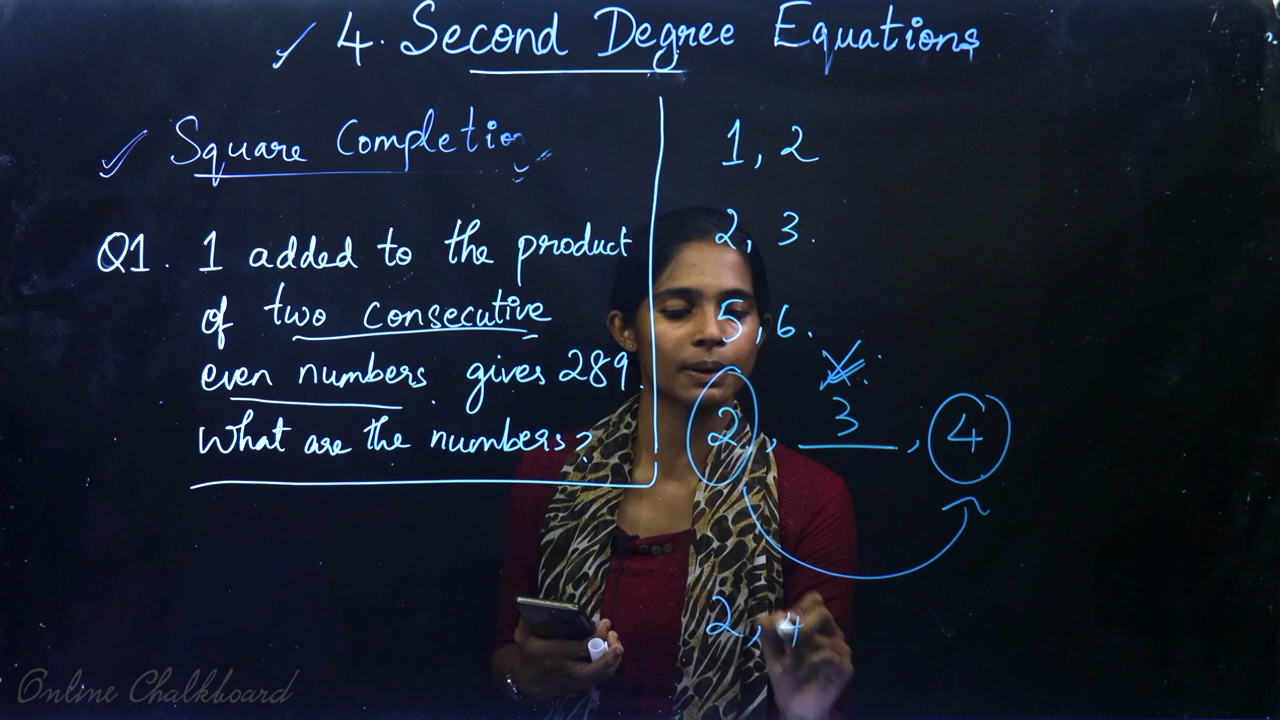 4. Second Degree Equations
Square Completion
Q1. 1 added to the product
of two consecutive
even numbers gives 289.
What are the numbers?
1, 2
2, 3.
5, 6.
2, 3, 4
2, 4
Online Chalkboard